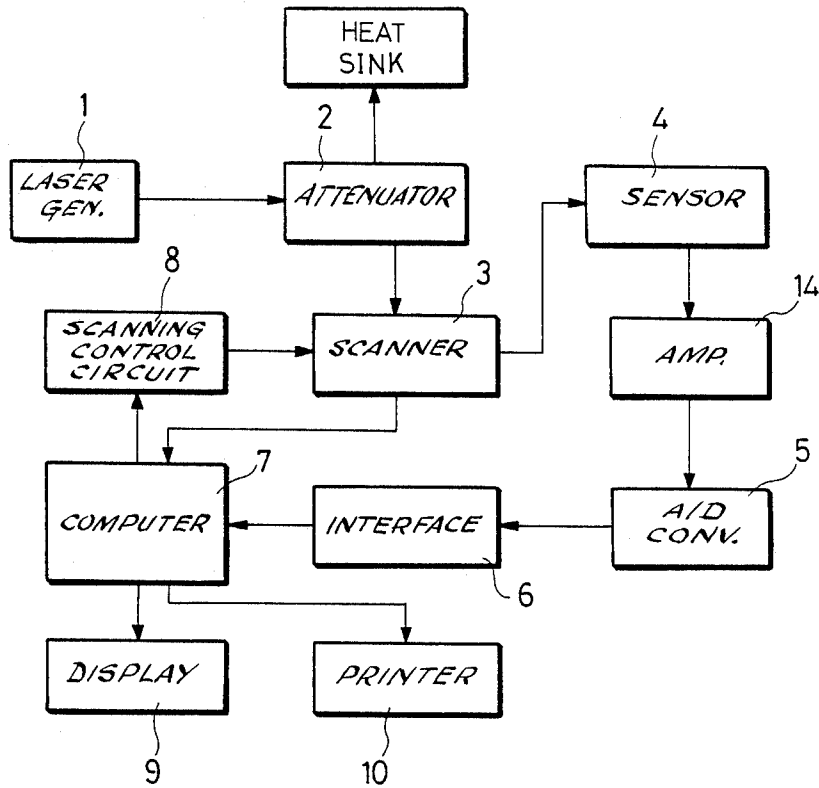 HEAT
SINK
1
LASER
GEN.
2
ATTENUATOR
4
SENSOR
8
SCANNING
CONTROL
CIRCUIT
3
SCANNER
14
AMP.
7
COMPUTER
INTERFACE
6
5
A/D
CONV.
DISPLAY
9
PRINTER
10